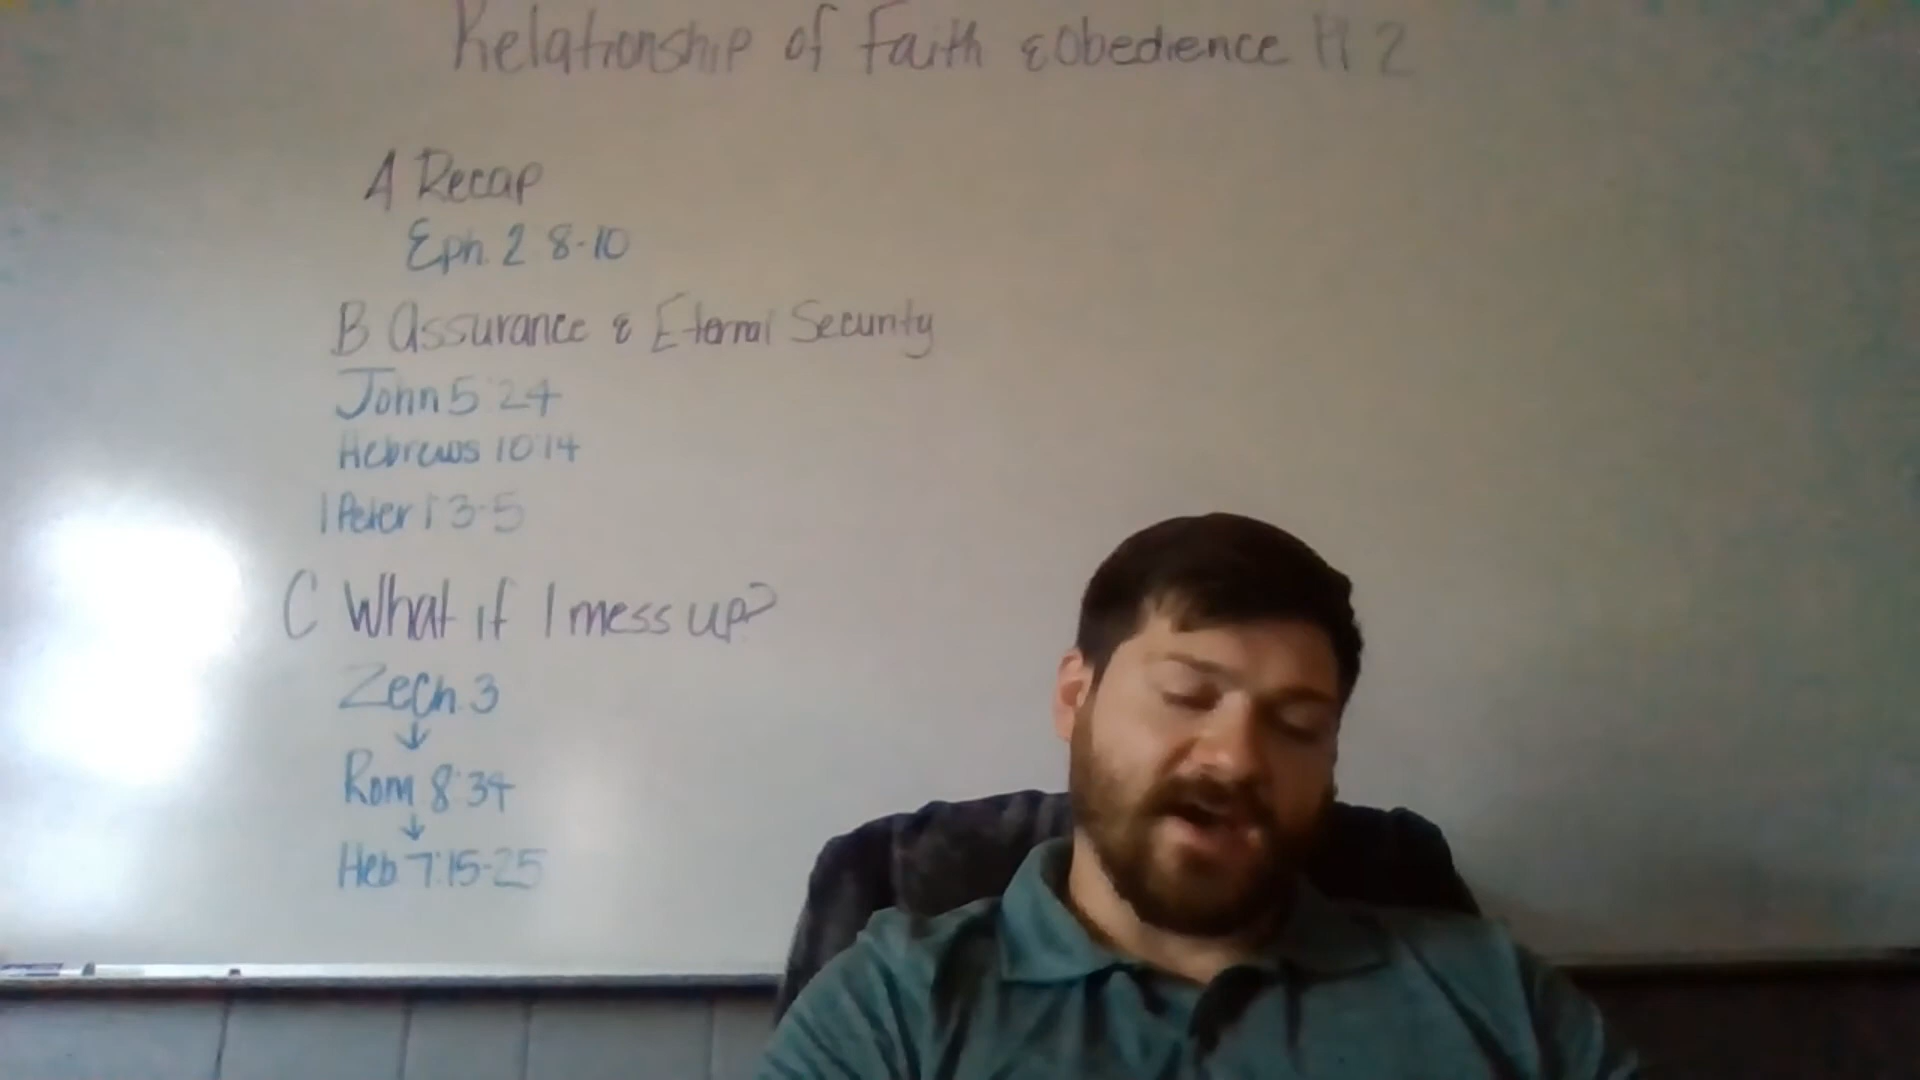 Relationship of Faith & Obedience Pt 2
A Recap
Eph. 2 8-10
B Assurance & Eternal Security
John 5:24
Hebrews 10:14
1 Peter 1:3-5
C What if I mess up?
Zech. 3
↓
Rom 8:34
↓
Heb 7:15-25